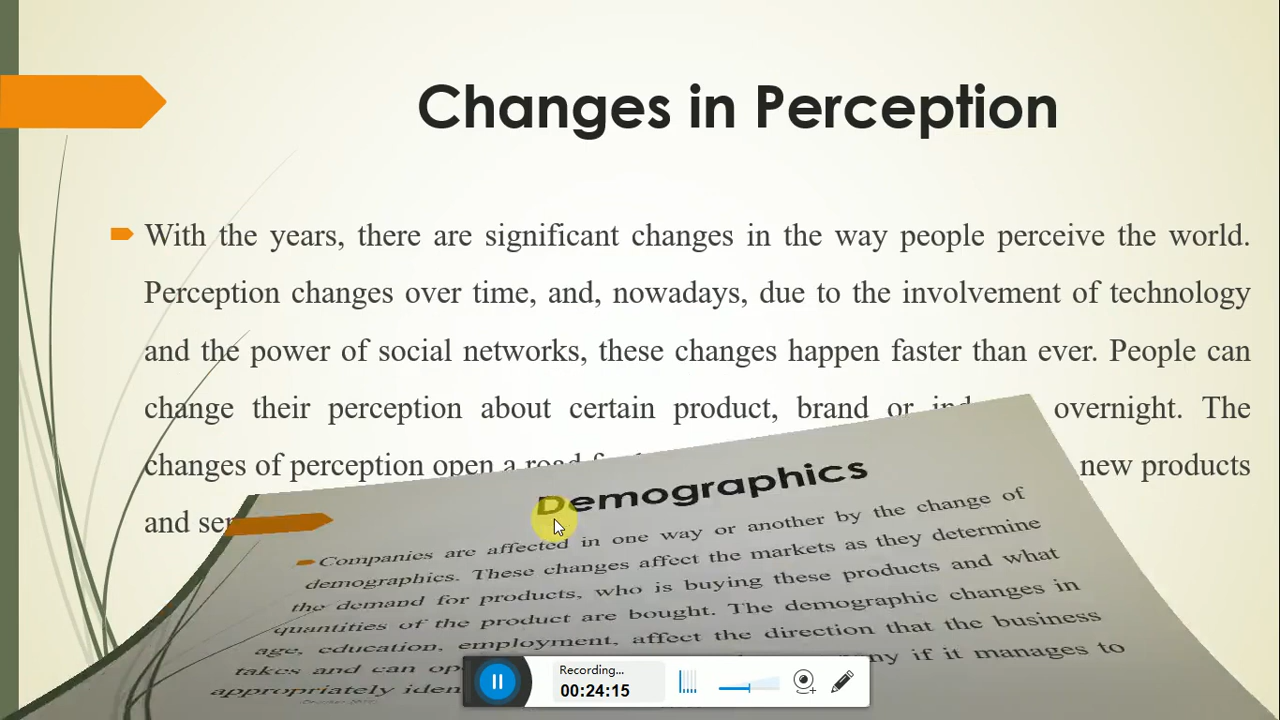 Changes in Perception
With the years, there are significant changes in the way people perceive the world.
Perception changes over time, and, nowadays, due to the involvement of technology
and the power of social networks, these changes happen faster than ever. People can
change their perception about certain product, brand or overnight. The
changes of perception open a road new products
and
Demographics
Companies are affected in one way or another by the change of
demographics. These changes affect the markets as they determine
the demand for products, who is buying these products and what
quantities of the product are bought. The demographic changes in
age, education, employment, affect the direction that the business
takes and can if it manages to
appropriately
Recording...
00:24:15